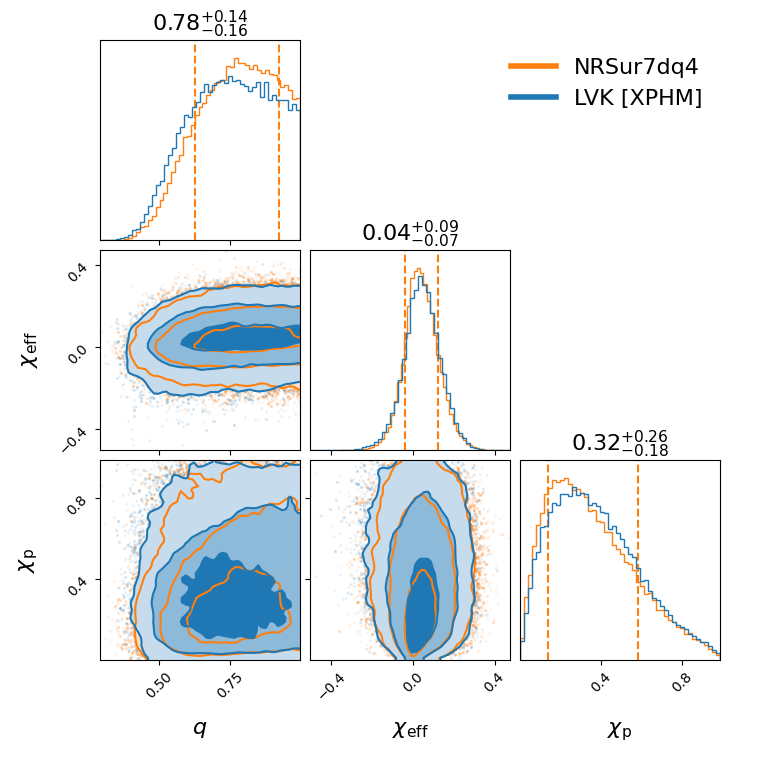 0.78^{+0.14}_{-0.16}
NRSur7dq4
LVK [XPHM]
0.4
0.0
−0.4
χ_eff
0.04^{+0.09}_{-0.07}
0.8
0.4
χ_p
0.32^{+0.26}_{-0.18}
0.50 0.75
−0.4 0.0 0.4
0.4 0.8
q χ_eff χ_p